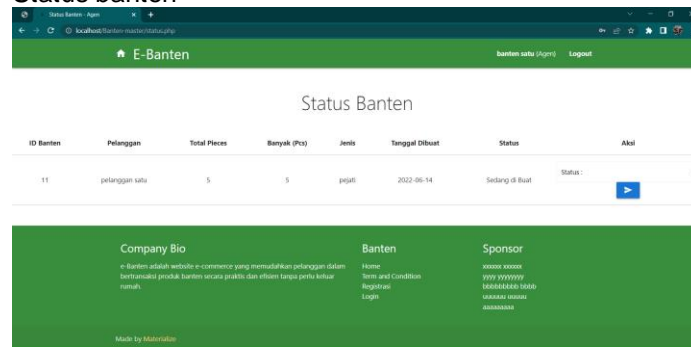 Status banten
Status Banten - Agen
localhost/Banten-master/status.php
E-Banten
banten satu (Agen) Logout
Status Banten
ID Banten Pelanggan Total Pieces Banyak (Pcs) Jenis Tanggal Dibuat Status Aksi
11 pelanggan satu 5 5 pejati 2022-06-14 Sedang di Buat Status :
Company Bio
e-Banten adalah website e-commerce yang memudahkan pelanggan dalam
bertransaksi produk banten secara praktis dan efisien tanpa perlu keluar
rumah.
Banten
Home
Term and Condition
Registrasi
Login
Sponsor
xxxxxx xxxxxx
yyyy yyyyyyyy
bbbbbbbbb bbbb
uuuuuu uuuuu
aaaaaaaaa
Made by Materialize